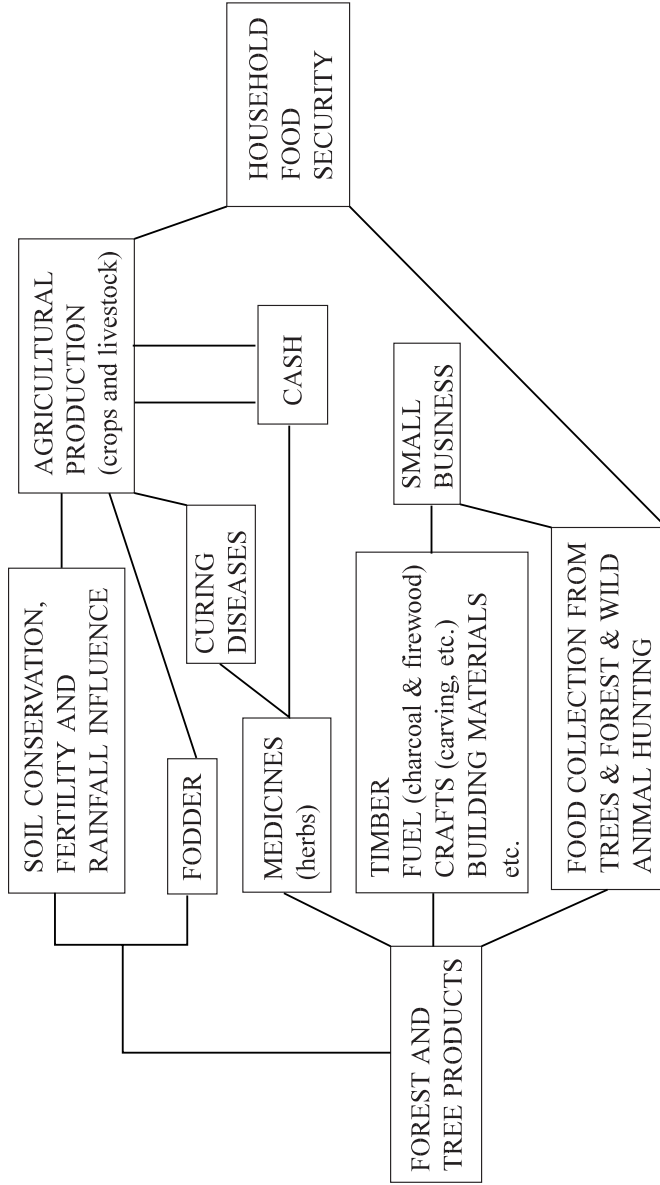 FOREST AND
TREE PRODUCTS
SOIL CONSERVATION,
FERTILITY AND
RAINFALL INFLUENCE
FODDER
MEDICINES
(herbs)
TIMBER
FUEL (charcoal & firewood)
CRAFTS (carving, etc.)
BUILDING MATERIALS
etc.
FOOD COLLECTION FROM
TREES & FOREST & WILD
ANIMAL HUNTING
CURING
DISEASES
AGRICULTURAL
PRODUCTION
(crops and livestock)
CASH
SMALL
BUSINESS
HOUSEHOLD
FOOD
SECURITY